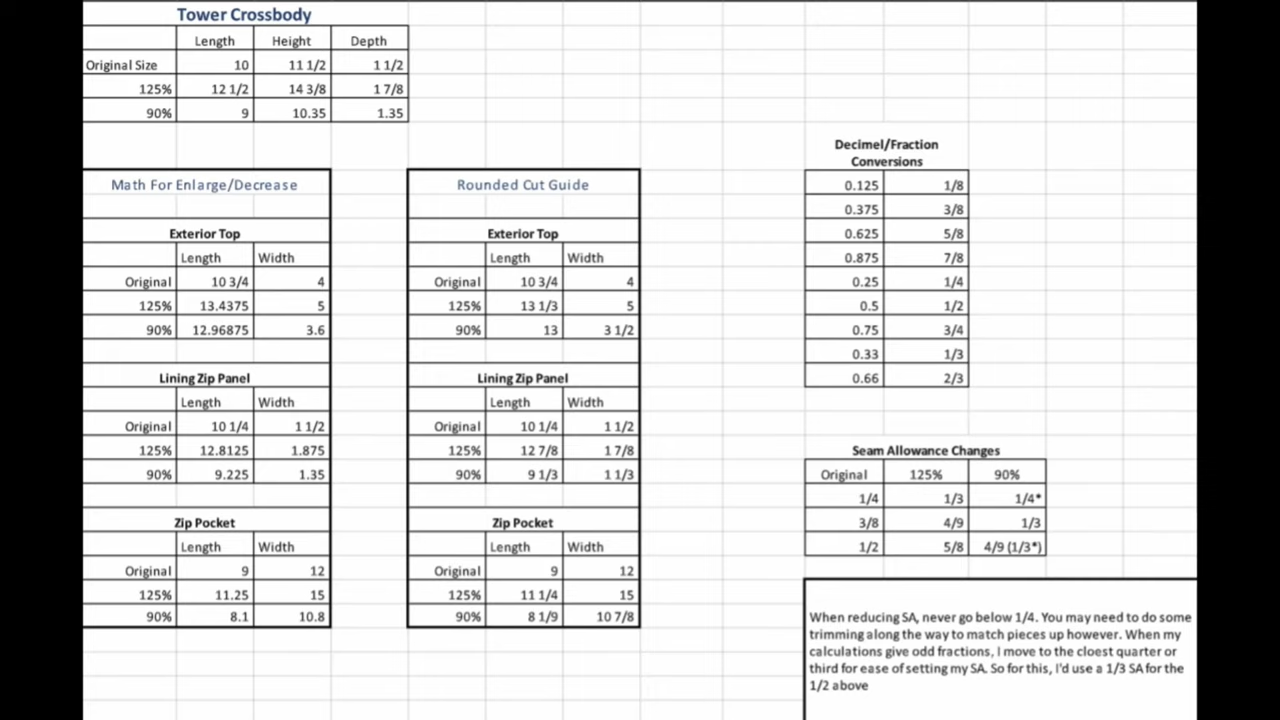 Tower Crossbody
Length Height Depth
Original Size 10 11 1/2 1 1/2
125% 12 1/2 14 3/8 1 7/8
90% 9 10.35 1.35
Decimel/Fraction
Conversions
0.125 1/8
0.375 3/8
0.625 5/8
0.875 7/8
0.25 1/4
0.5 1/2
0.75 3/4
0.33 1/3
0.66 2/3
Math For Enlarge/Decrease
Exterior Top
Length Width
Original 10 3/4 4
125% 13.4375 5
90% 12.96875 3.6
Lining Zip Panel
Length Width
Original 10 1/4 1 1/2
125% 12.8125 1.875
90% 9.225 1.35
Zip Pocket
Length Width
Original 9 12
125% 11.25 15
90% 8.1 10.8
Rounded Cut Guide
Exterior Top
Length Width
Original 10 3/4 4
125% 13 1/3 5
90% 13 3 1/2
Lining Zip Panel
Length Width
Original 10 1/4 1 1/2
125% 12 7/8 1 7/8
90% 9 1/3 1 1/3
Zip Pocket
Length Width
Original 9 12
125% 11 1/4 15
90% 8 1/9 10 7/8
Seam Allowance Changes
Original 125% 90%
1/4 1/3 1/4*
3/8 4/9 1/3
1/2 5/8 4/9 (1/3*)
When reducing SA, never go below 1/4. You may need to do some
trimming along the way to match pieces up however. When my
calculations give odd fractions, I move to the cloest quarter or
third for ease of setting my SA. So for this, I'd use a 1/3 SA for the
1/2 above